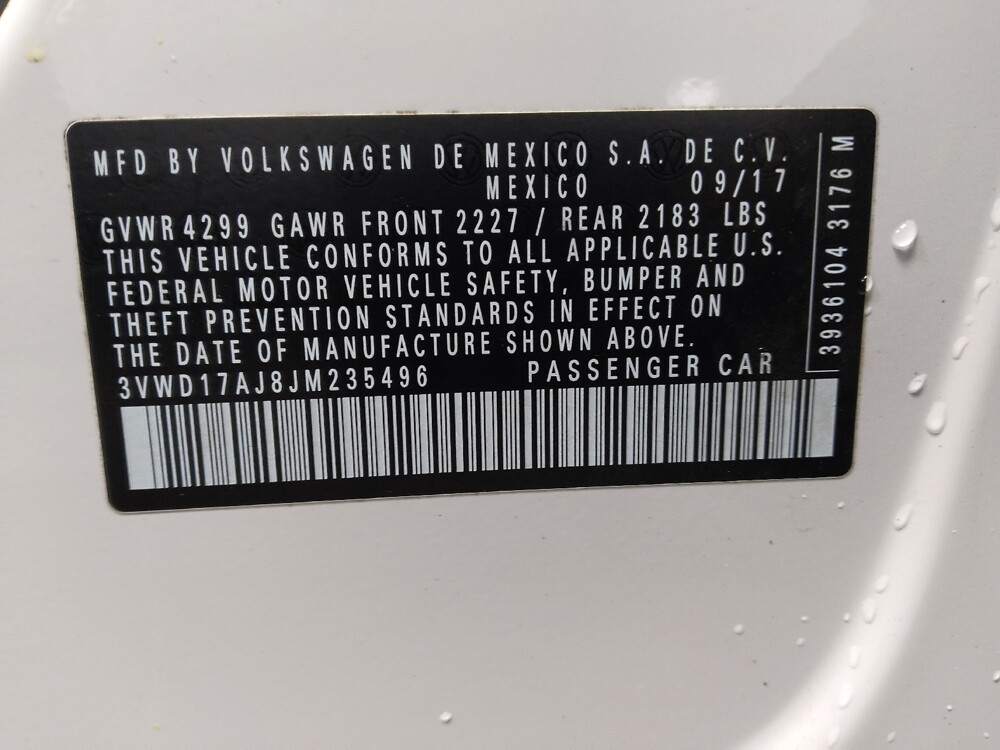 MFD BY VOLKSWAGEN DE MEXICO S.A. DE C.V.
MEXICO 09/17
GVWR 4299 GAWR FRONT 2227 / REAR 2183 LBS
THIS VEHICLE CONFORMS TO ALL APPLICABLE U.S.
FEDERAL MOTOR VEHICLE SAFETY, BUMPER AND
THEFT PREVENTION STANDARDS IN EFFECT ON
THE DATE OF MANUFACTURE SHOWN ABOVE.
3VWD17AJ8JM235496 PASSENGER CAR
3936104 3176 M